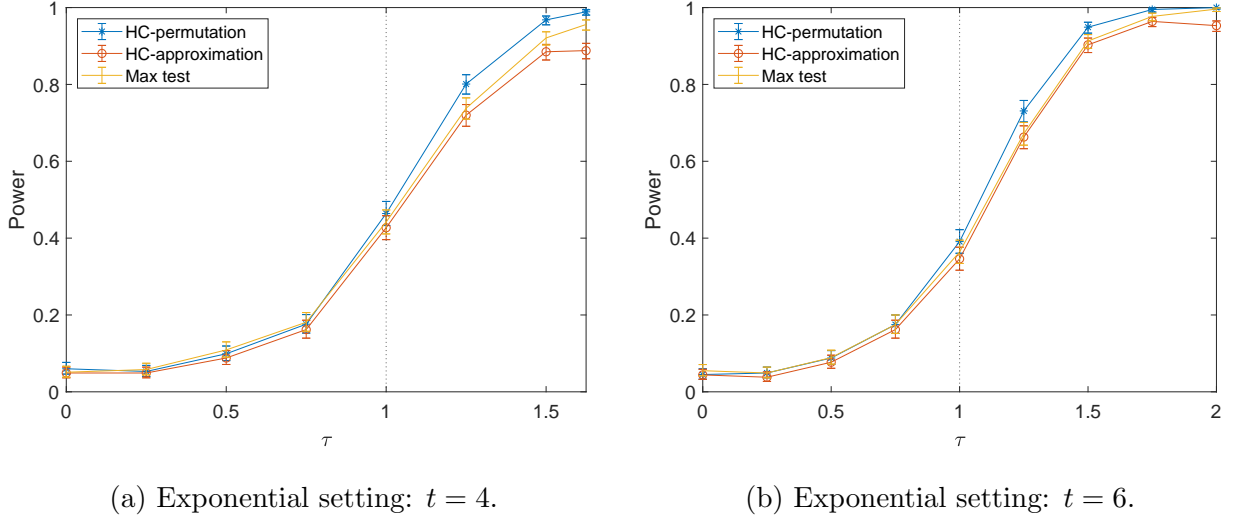 HC-permutation
HC-approximation
Max test
Power
1
0.8
0.6
0.4
0.2
0
0 0.5 1 1.5
τ
(a) Exponential setting: t = 4.
HC-permutation
HC-approximation
Max test
Power
1
0.8
0.6
0.4
0.2
0
0 0.5 1 1.5 2
τ
(b) Exponential setting: t = 6.